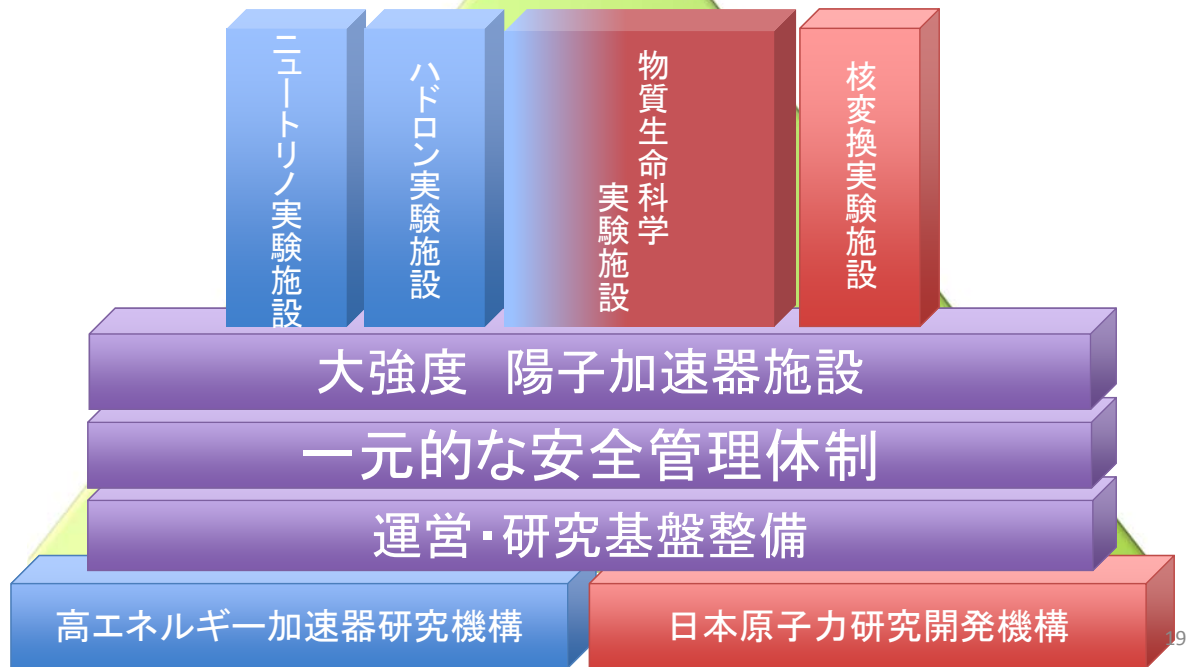 ニュートリノ実験施設
ハドロン実験施設
物質生命科学
実験施設
核変換実験施設
大強度　陽子加速器施設
一元的な安全管理体制
運営・研究基盤整備
高エネルギー加速器研究機構
日本原子力研究開発機構
19